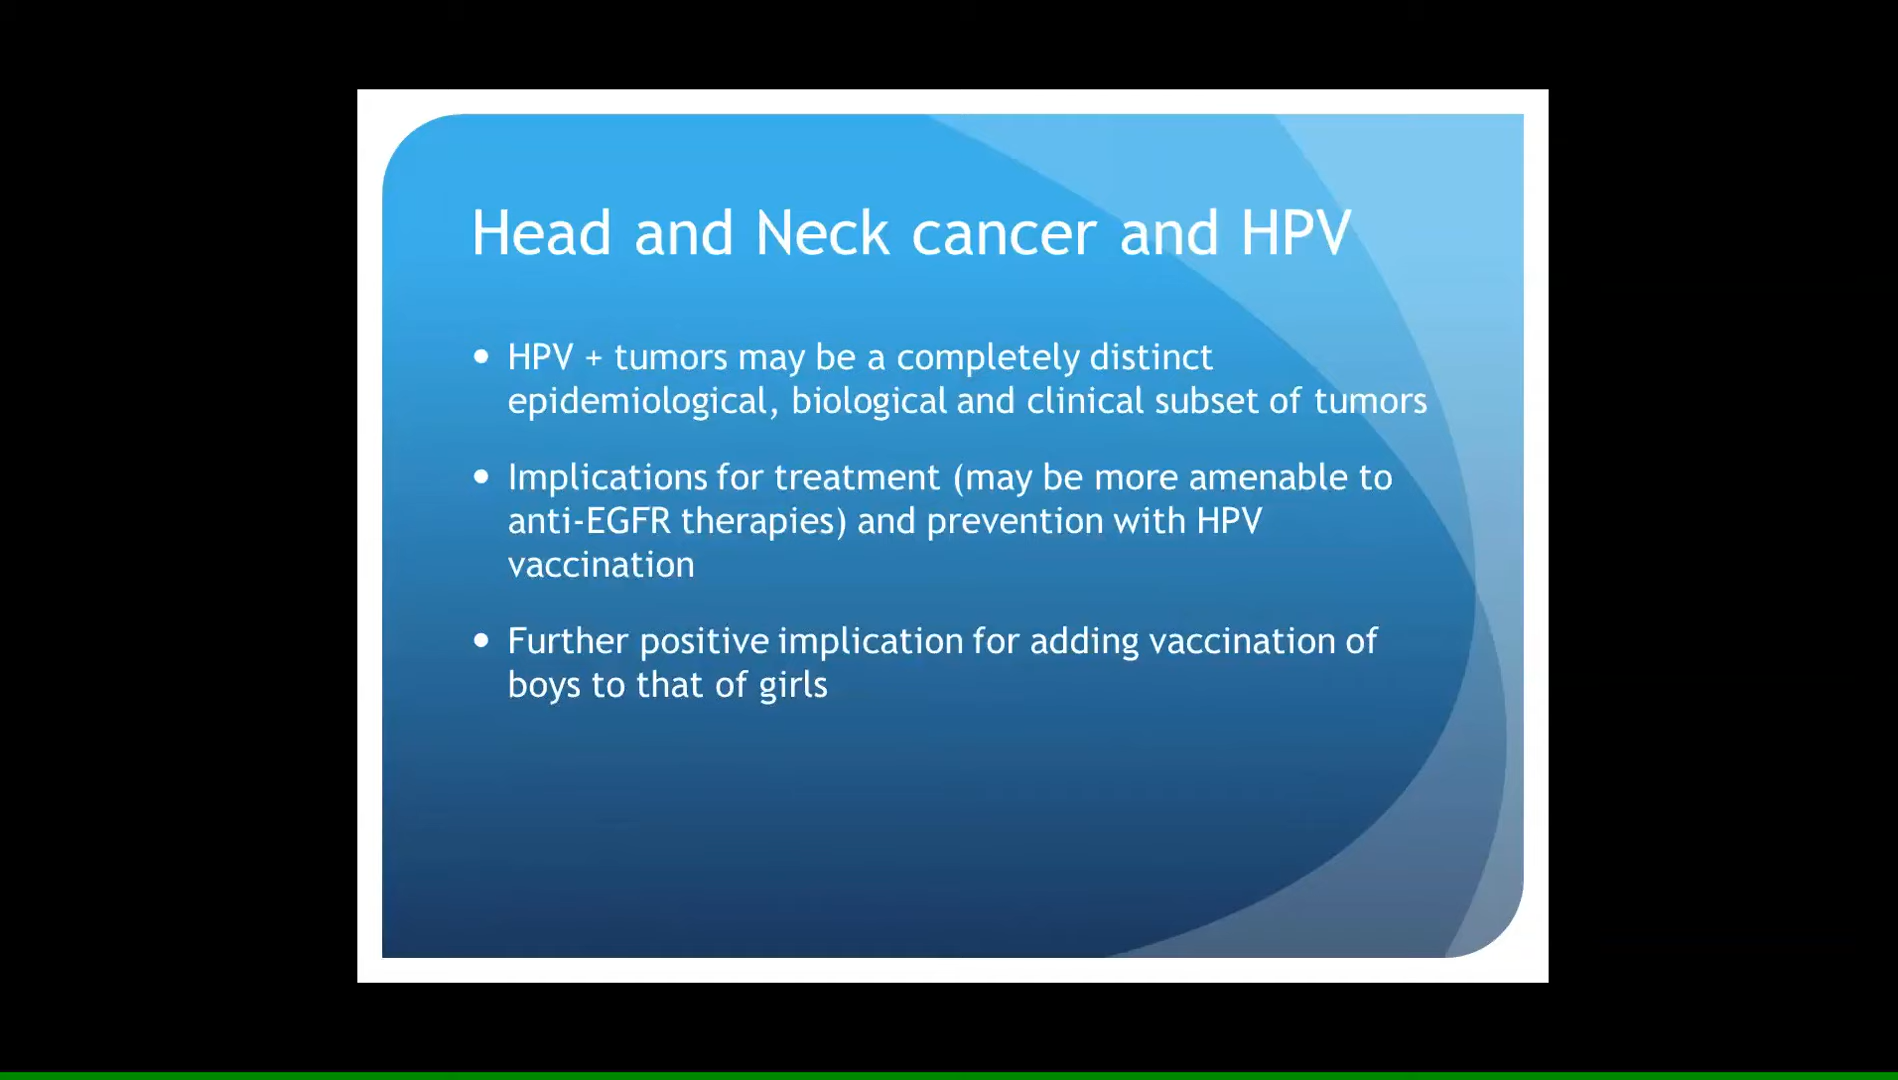 Head and Neck cancer and HPV
• HPV + tumors may be a completely distinct
epidemiological, biological and clinical subset of tumors
• Implications for treatment (may be more amenable to
anti-EGFR therapies) and prevention with HPV
vaccination
• Further positive implication for adding vaccination of
boys to that of girls